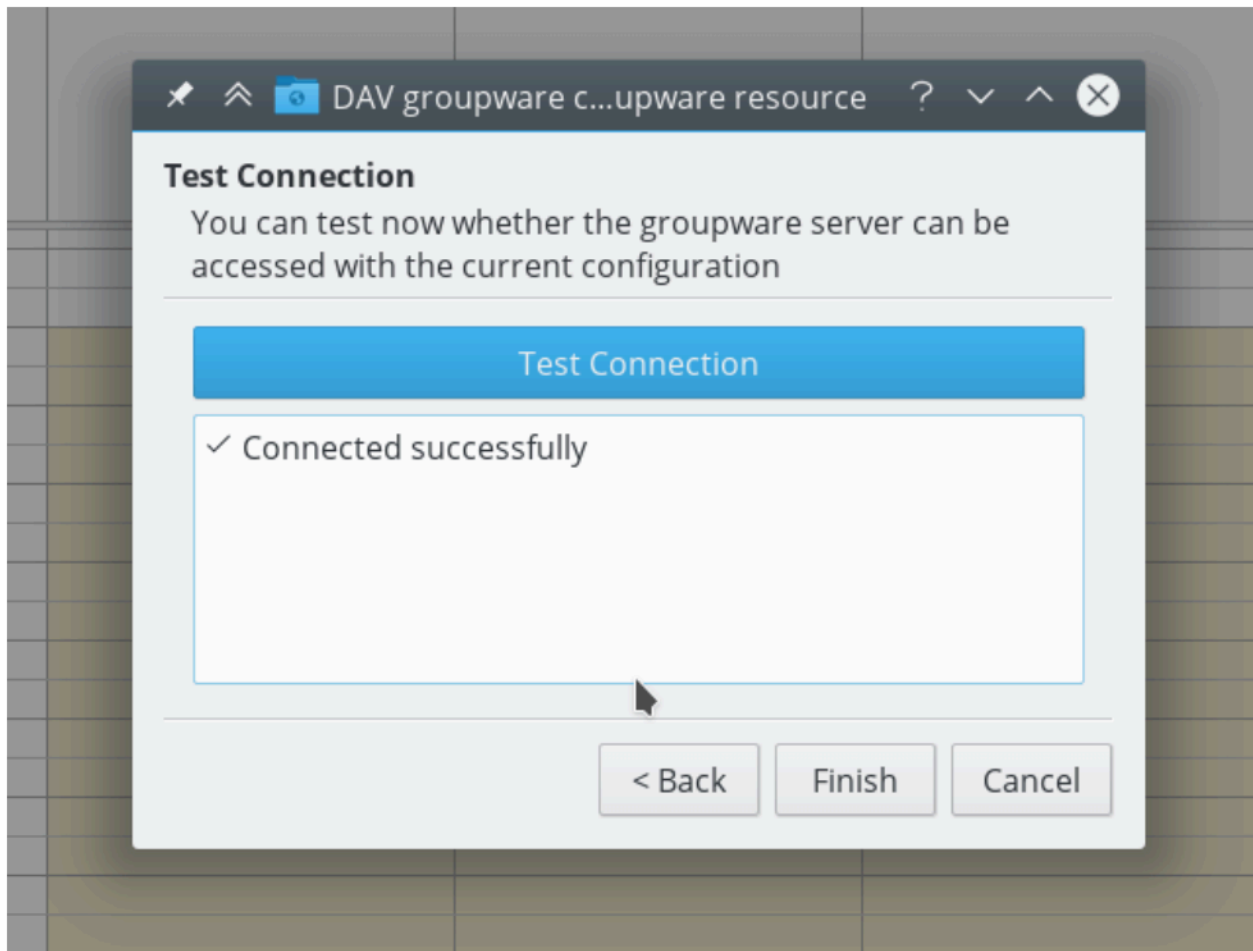 DAV groupware c...upware resource ?
Test Connection
You can test now whether the groupware server can be
accessed with the current configuration
Test Connection
✓ Connected successfully
< Back Finish Cancel